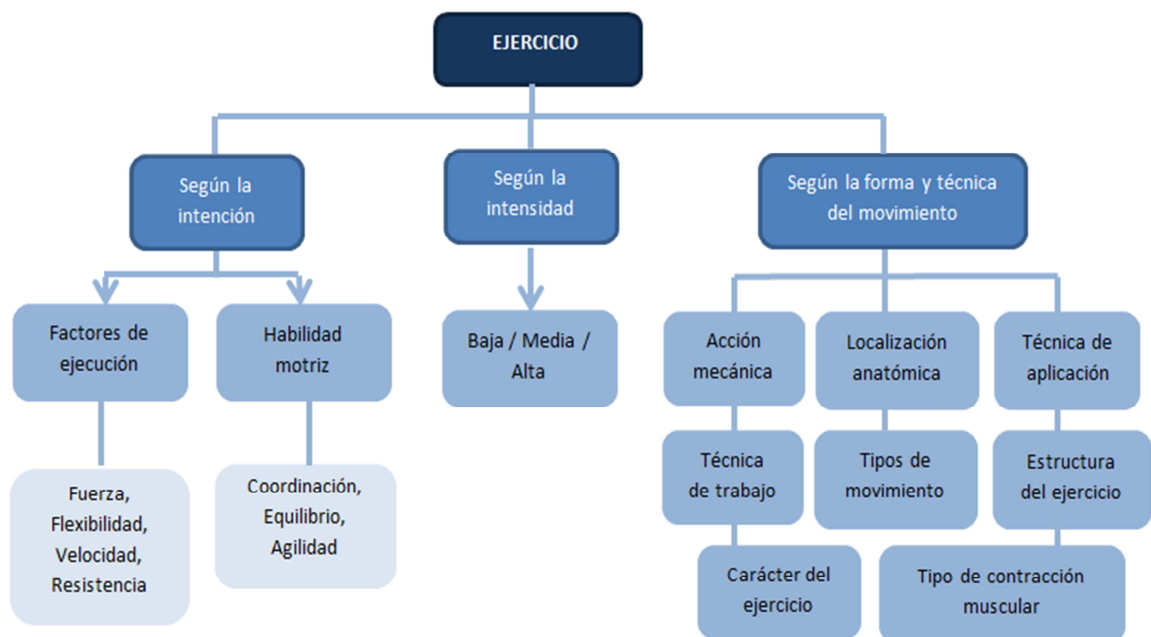 EJERCICIO
Según la
intención
Según la
intensidad
Según la forma y técnica
del movimiento
Factores de
ejecución
Habilidad
motriz
Baja / Media /
Alta
Acción
mecánica
Localización
anatómica
Técnica de
aplicación
Técnica
de trabajo
Tipos de
movimiento
Estructura
del ejercicio
Fuerza,
Flexibilidad,
Velocidad,
Resistencia
Coordinación,
Equilibrio,
Agilidad
Carácter del
ejercicio
Tipo de contracción
muscular